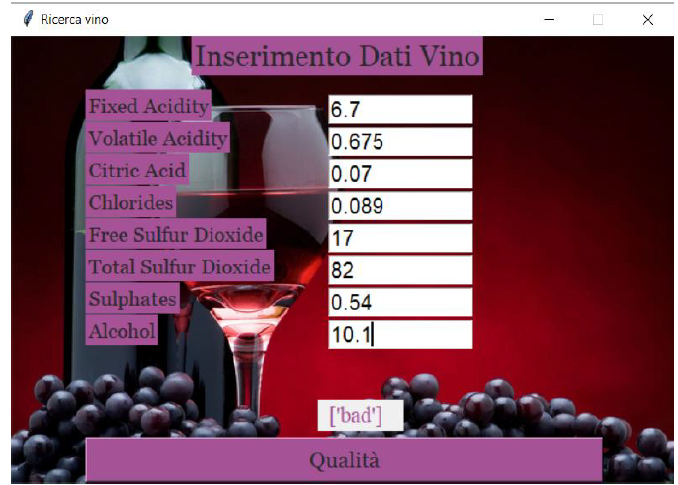 Ricerca vino
Inserimento Dati Vino
Fixed Acidity 6.7
Volatile Acidity 0.675
Citric Acid 0.07
Chlorides 0.089
Free Sulfur Dioxide 17
Total Sulfur Dioxide 82
Sulphates 0.54
Alcohol 10.1
['bad']
Qualità